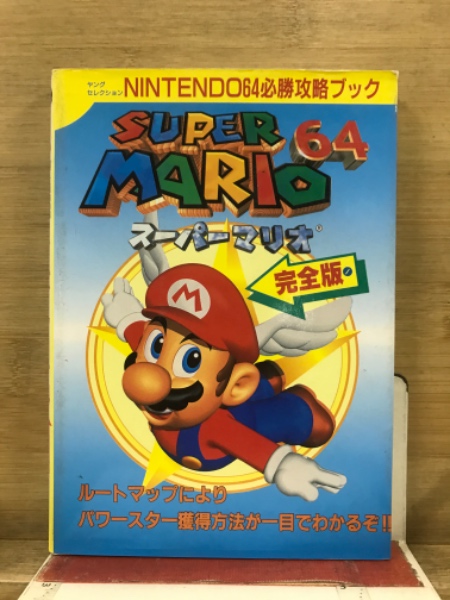 ヤング
セレクション
NINTENDO64必勝攻略ブック
SUPER
MARIO 64
スーパーマリオ®
完全版
M
ルートマップにより
パワースター獲得方法が一目でわかるぞ!!